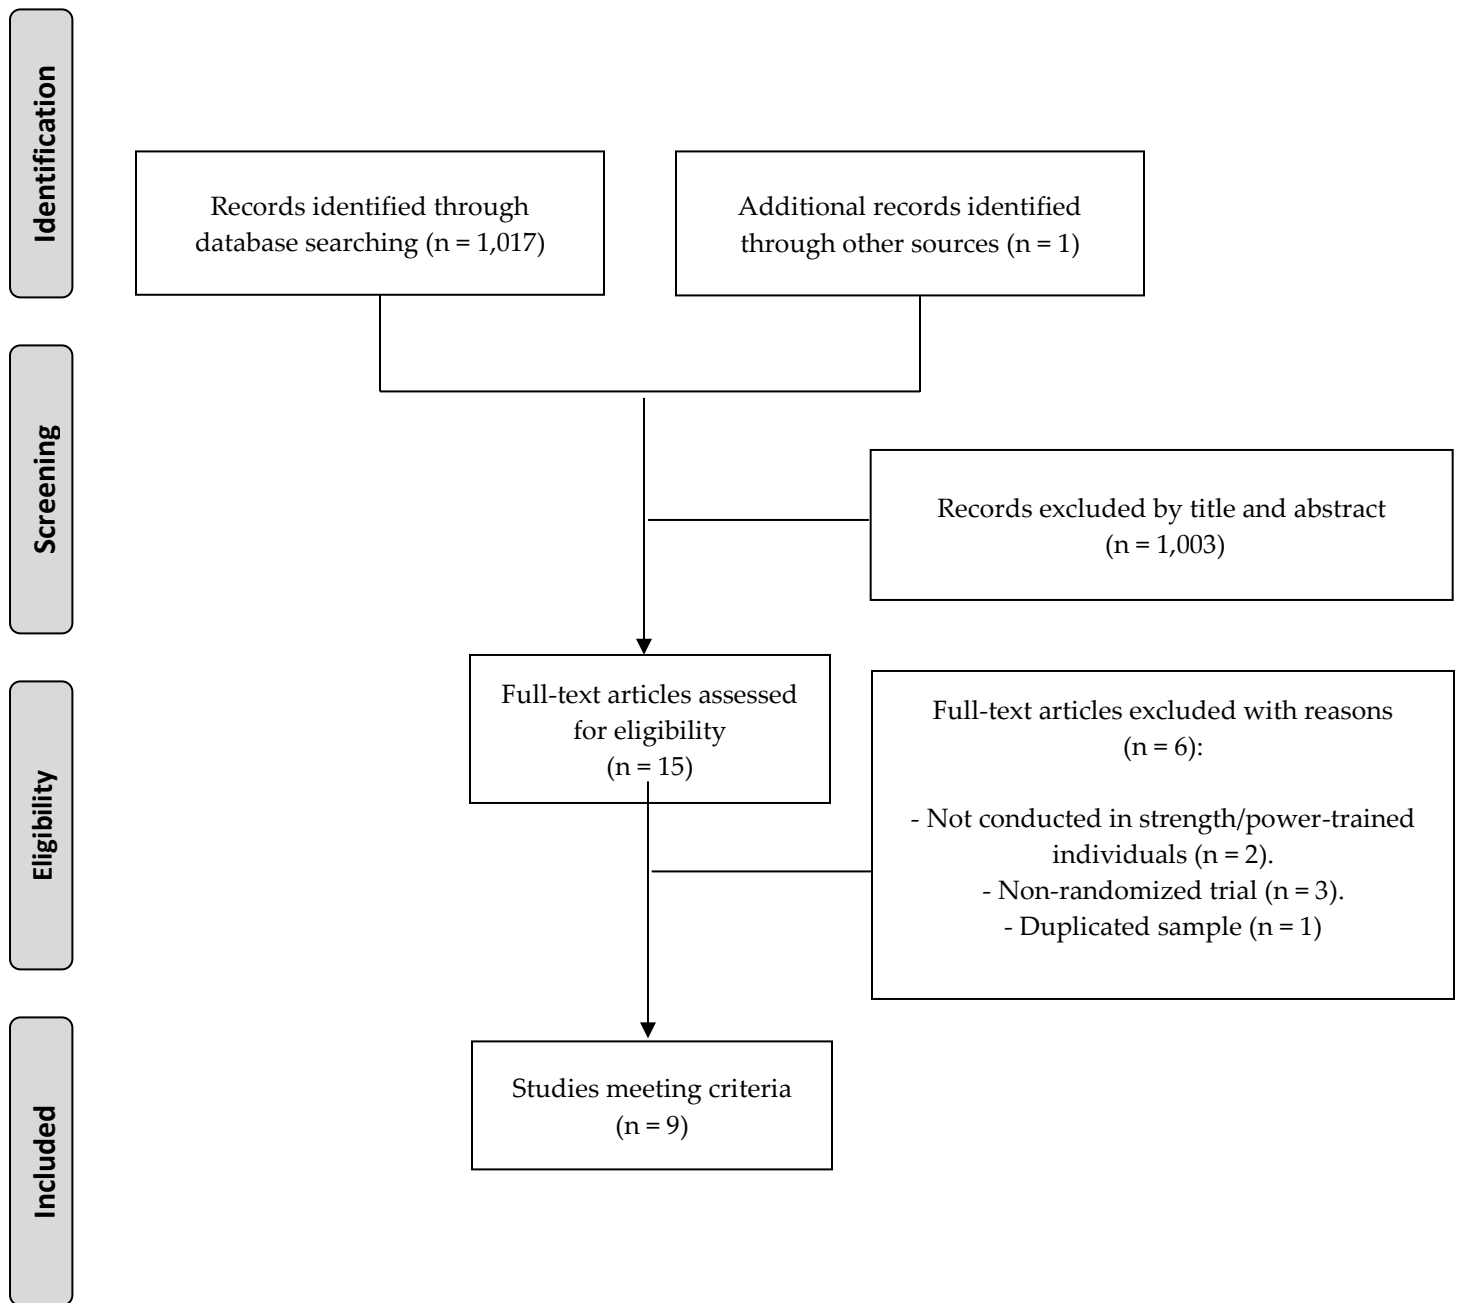 Identification
Records identified through
database searching (n = 1,017)
Additional records identified
through other sources (n = 1)
Screening
Records excluded by title and abstract
(n = 1,003)
Full-text articles assessed
for eligibility
(n = 15)
Eligibility
Full-text articles excluded with reasons
(n = 6):
- Not conducted in strength/power-trained
individuals (n = 2).
- Non-randomized trial (n = 3).
- Duplicated sample (n = 1)
Included
Studies meeting criteria
(n = 9)